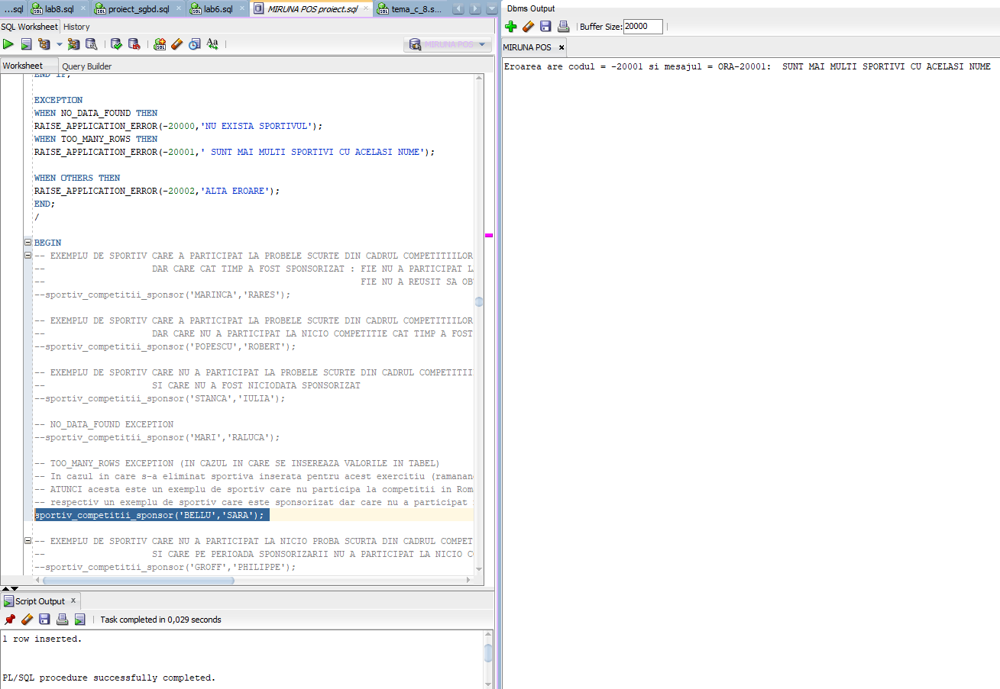 ...sql
lab8.sql
proiect_sgbd.sql
lab6.sql
MIRUNA POS proiect.sql
tema_c_8.s...
SQL Worksheet
History
MIRUNA POS
Worksheet
Query Builder
END IF;
EXCEPTION
WHEN NO_DATA_FOUND THEN
RAISE_APPLICATION_ERROR(-20000,'NU EXISTA SPORTIVUL');
WHEN TOO_MANY_ROWS THEN
RAISE_APPLICATION_ERROR(-20001,' SUNT MAI MULTI SPORTIVI CU ACELASI NUME');
WHEN OTHERS THEN
RAISE_APPLICATION_ERROR(-20002,'ALTA EROARE');
END;
/
BEGIN
-- EXEMPLU DE SPORTIV CARE A PARTICIPAT LA PROBELE SCURTE DIN CADRUL COMPETITIILOR
-- DAR CARE CAT TIMP A FOST SPONSORIZAT : FIE NU A PARTICIPAT L
-- FIE NU A REUSIT SA OB
--sportiv_competitii_sponsor('MARINCA','RARES');
-- EXEMPLU DE SPORTIV CARE A PARTICIPAT LA PROBELE SCURTE DIN CADRUL COMPETITIILOR
-- DAR CARE NU A PARTICIPAT LA NICIO COMPETITIE CAT TIMP A FOST
--sportiv_competitii_sponsor('POPESCU','ROBERT');
-- EXEMPLU DE SPORTIV CARE NU A PARTICIPAT LA PROBELE SCURTE DIN CADRUL COMPETITII
-- SI CARE NU A FOST NICIODATA SPONSORIZAT
--sportiv_competitii_sponsor('STANCA','IULIA');
-- NO_DATA_FOUND EXCEPTION
--sportiv_competitii_sponsor('MARI','RALUCA');
-- TOO_MANY_ROWS EXCEPTION (IN CAZUL IN CARE SE INSEREAZA VALORILE IN TABEL)
-- In cazul in care s-a eliminat sportiva inserata pentru acest exercitiu (ramanan
-- ATUNCI acesta este un exemplu de sportiv care nu participa la competitii in Rom
-- respectiv un exemplu de sportiv care este sponsorizat dar care nu a participat
sportiv_competitii_sponsor('BELLU','SARA');
-- EXEMPLU DE SPORTIV CARE NU A PARTICIPAT LA NICIO PROBA SCURTA DIN CADRUL COMPET
-- SI CARE PE PERIOADA SPONSORIZARII NU A PARTICIPAT LA NICIO C
--sportiv_competitii_sponsor('GROFF','PHILIPPE');
Script Output
Task completed in 0,029 seconds
1 row inserted.
PL/SQL procedure successfully completed.
Dbms Output
Buffer Size: 20000
MIRUNA POS
Eroarea are codul = -20001 si mesajul = ORA-20001:  SUNT MAI MULTI SPORTIVI CU ACELASI NUME